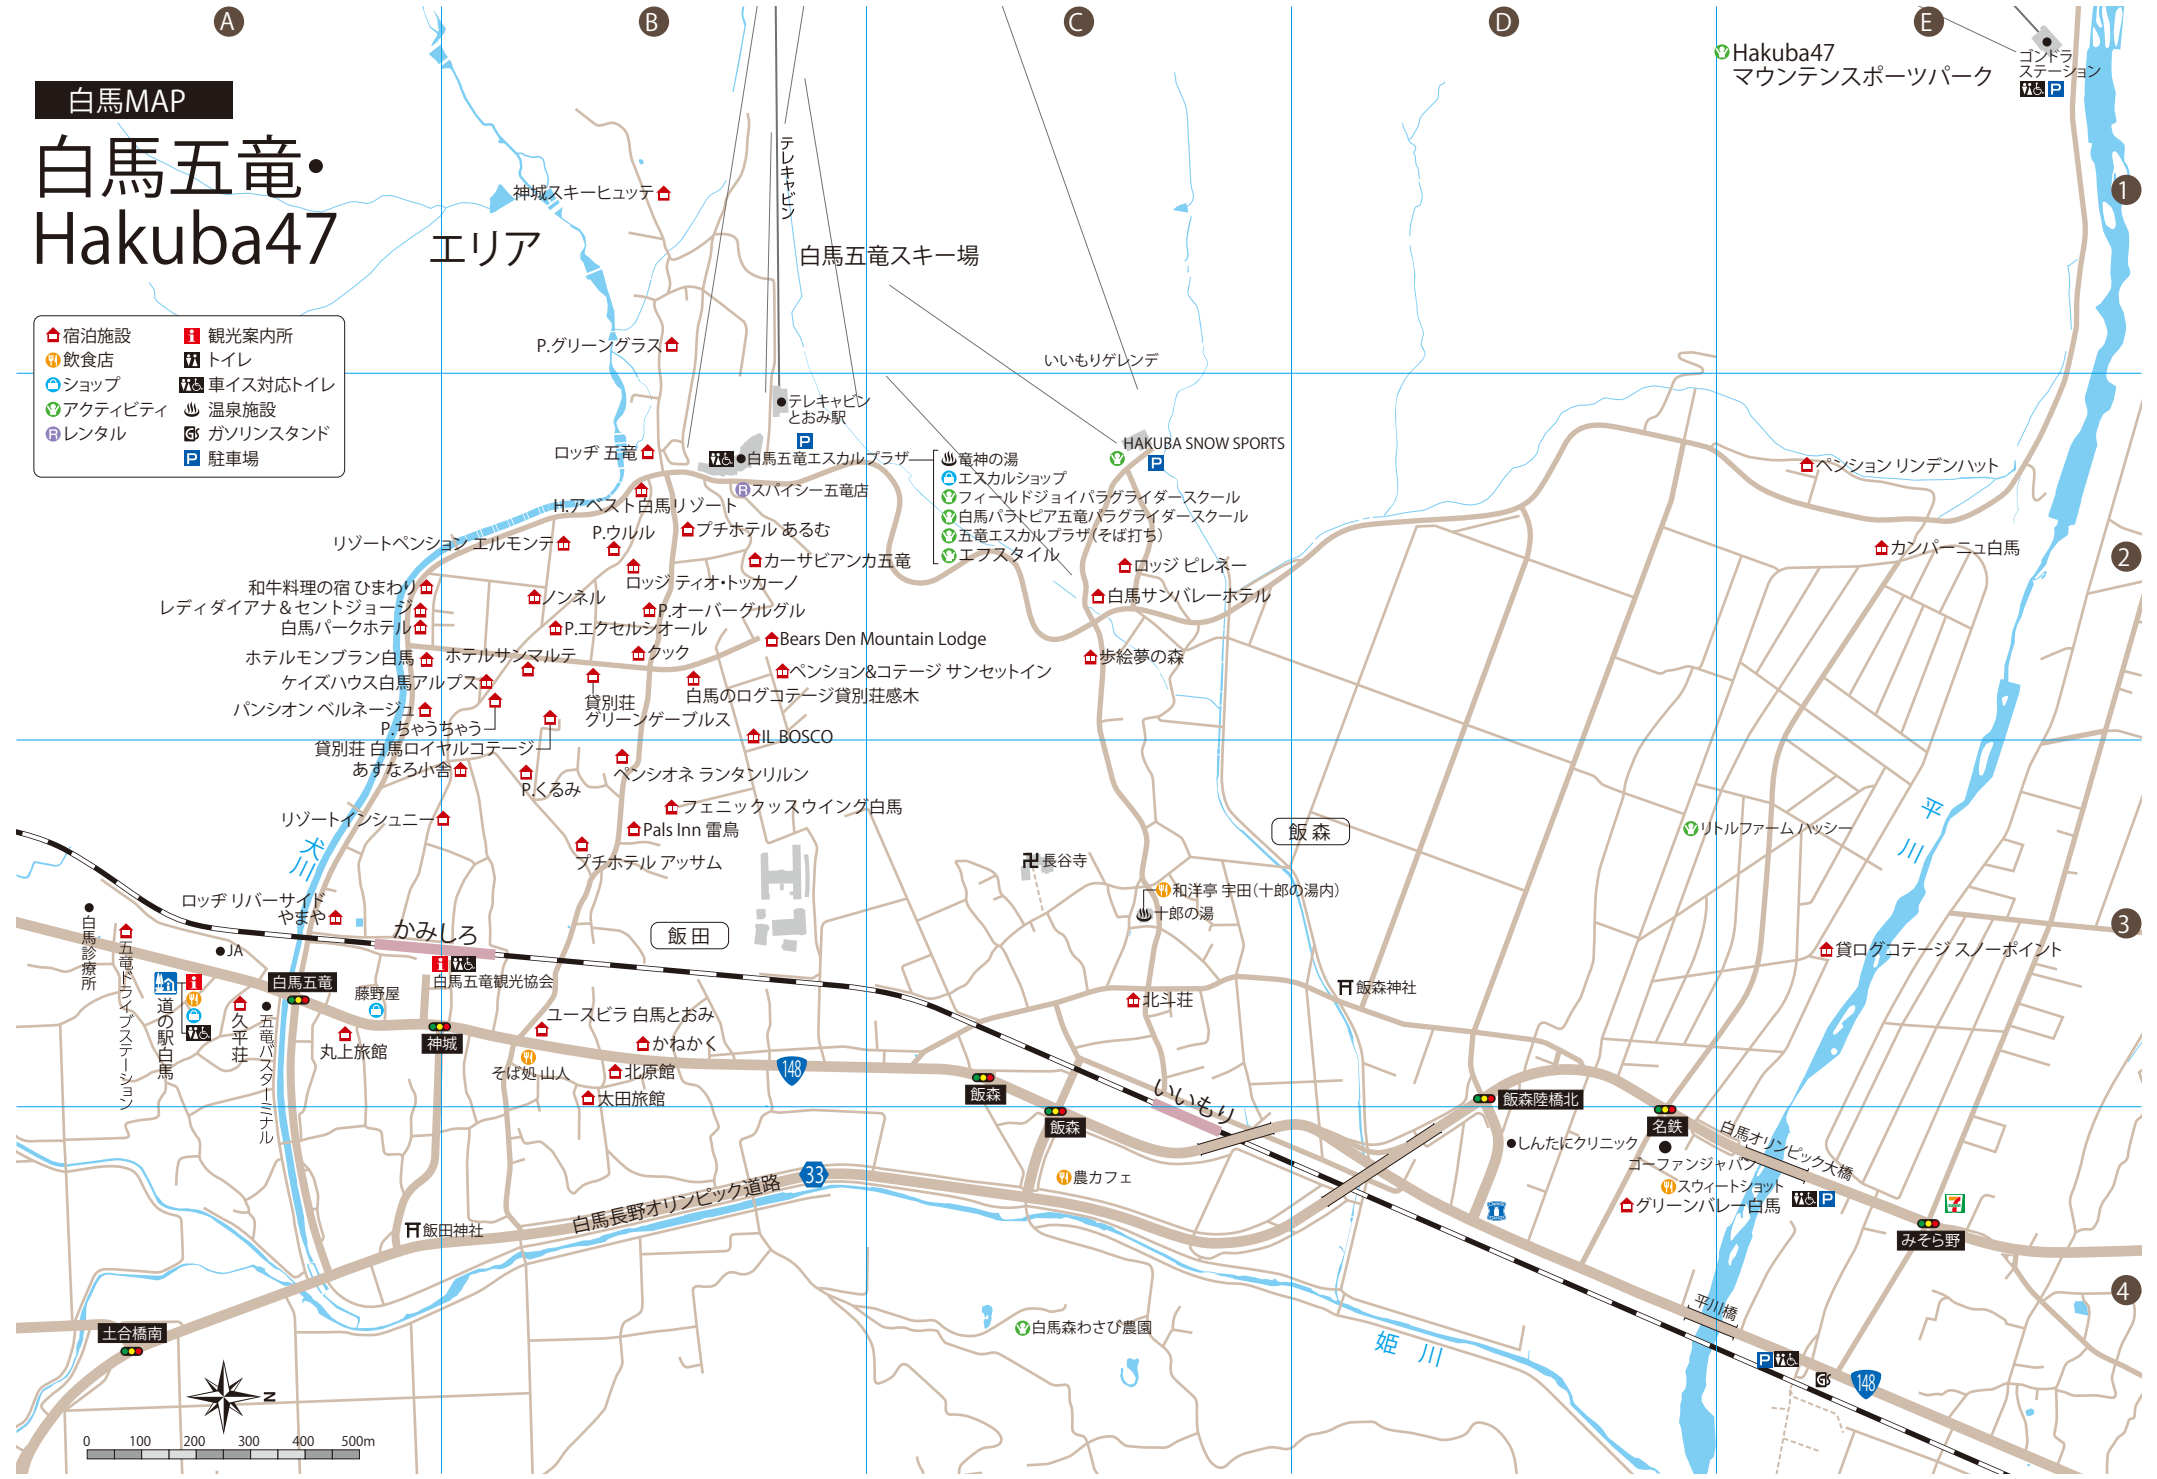 A
B
C
D
E
1
2
3
4
白馬MAP
白馬五竜・
Hakuba47
エリア
宿泊施設
飲食店
ショップ
アクティビティ
レンタル
観光案内所
トイレ
車イス対応トイレ
温泉施設
ガソリンスタンド
駐車場
Hakuba47
マウンテンスポーツパーク
ゴンドラ
ステーション
テレキャビン
神城スキーヒュッテ
白馬五竜スキー場
P.グリーングラス
いいもりゲレンデ
テレキャビン
とおみ駅
ロッヂ 五竜
白馬五竜エスカルプラザ
スパイシー五竜店
竜神の湯
エスカルショップ
フィールドジョイパラグライダースクール
白馬パラトピア五竜パラグライダースクール
五竜エスカルプラザ(そば打ち)
エフスタイル
HAKUBA SNOW SPORTS
ペンション リンデンハット
カンパーニュ白馬
H.アベスト白馬リゾート
P.ウルル
プチホテル あるむ
リゾートペンション エルモンテ
カーサビアンカ五竜
ロッジ ティオ・トッカーノ
ロッジ ピレネー
白馬サンバレーホテル
和牛料理の宿 ひまわり
レディダイアナ＆セントジョージ
白馬パークホテル
ノンネル
P.オーバーグルグル
P.エクセルシオール
Bears Den Mountain Lodge
ホテルモンブラン白馬
ホテルサンマルテ
クック
歩絵夢の森
ケイズハウス白馬アルプス
ペンション&コテージ サンセットイン
貸別荘
グリーンゲーブルス
白馬のログコテージ貸別荘感木
パンシオン ベルネージュ
P.ちゃうちゃう
貸別荘 白馬ロイヤルコテージ
IL BOSCO
あすなろ小舎
P.くるみ
ペンシオネ ランタンリルン
リゾートインシュニー
フェニックッスウイング白馬
Pals Inn 雷鳥
プチホテル アッサム
犬川
平川
飯森
リトルファーム ハッシー
長谷寺
和洋亭 宇田(十郎の湯内)
十郎の湯
ロッヂ リバーサイド
やまや
かみしろ
飯田
白馬診療所
五竜ドライブステーション
JA
白馬五竜
白馬五竜観光協会
藤野屋
道の駅白馬
久平荘
五竜バスターミナル
丸上旅館
神城
ユースビラ 白馬とおみ
かねかく
そば処 山人
北原館
太田旅館
148
北斗荘
飯森神社
貸ログコテージ スノーポイント
飯森
飯森
いいもり
飯森陸橋北
名鉄
しんたにクリニック
白馬オリンピック大橋
ゴーファンジャパン
スウィートショット
グリーンバレー白馬
みそら野
農カフェ
33
白馬長野オリンピック道路
飯田神社
土合橋南
白馬森わさび農園
姫川
平川橋
148
N
0 100 200 300 400 500m